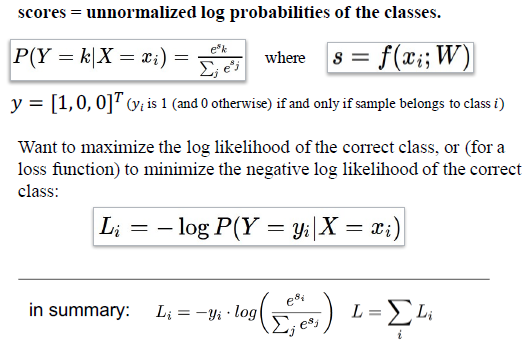 scores = unnormalized log probabilities of the classes.
P(Y = k|X = x_i) = e^{s_k} / Σ_j e^{s_j} where s = f(x_i; W)
y = [1,0,0]^T (y_i is 1 (and 0 otherwise) if and only if sample belongs to class i)
Want to maximize the log likelihood of the correct class, or (for a
loss function) to minimize the negative log likelihood of the correct
class:
L_i = − log P(Y = y_i|X = x_i)
in summary: L_i = −y_i · log( e^{s_i} / Σ_j e^{s_j} ) L = Σ_i L_i